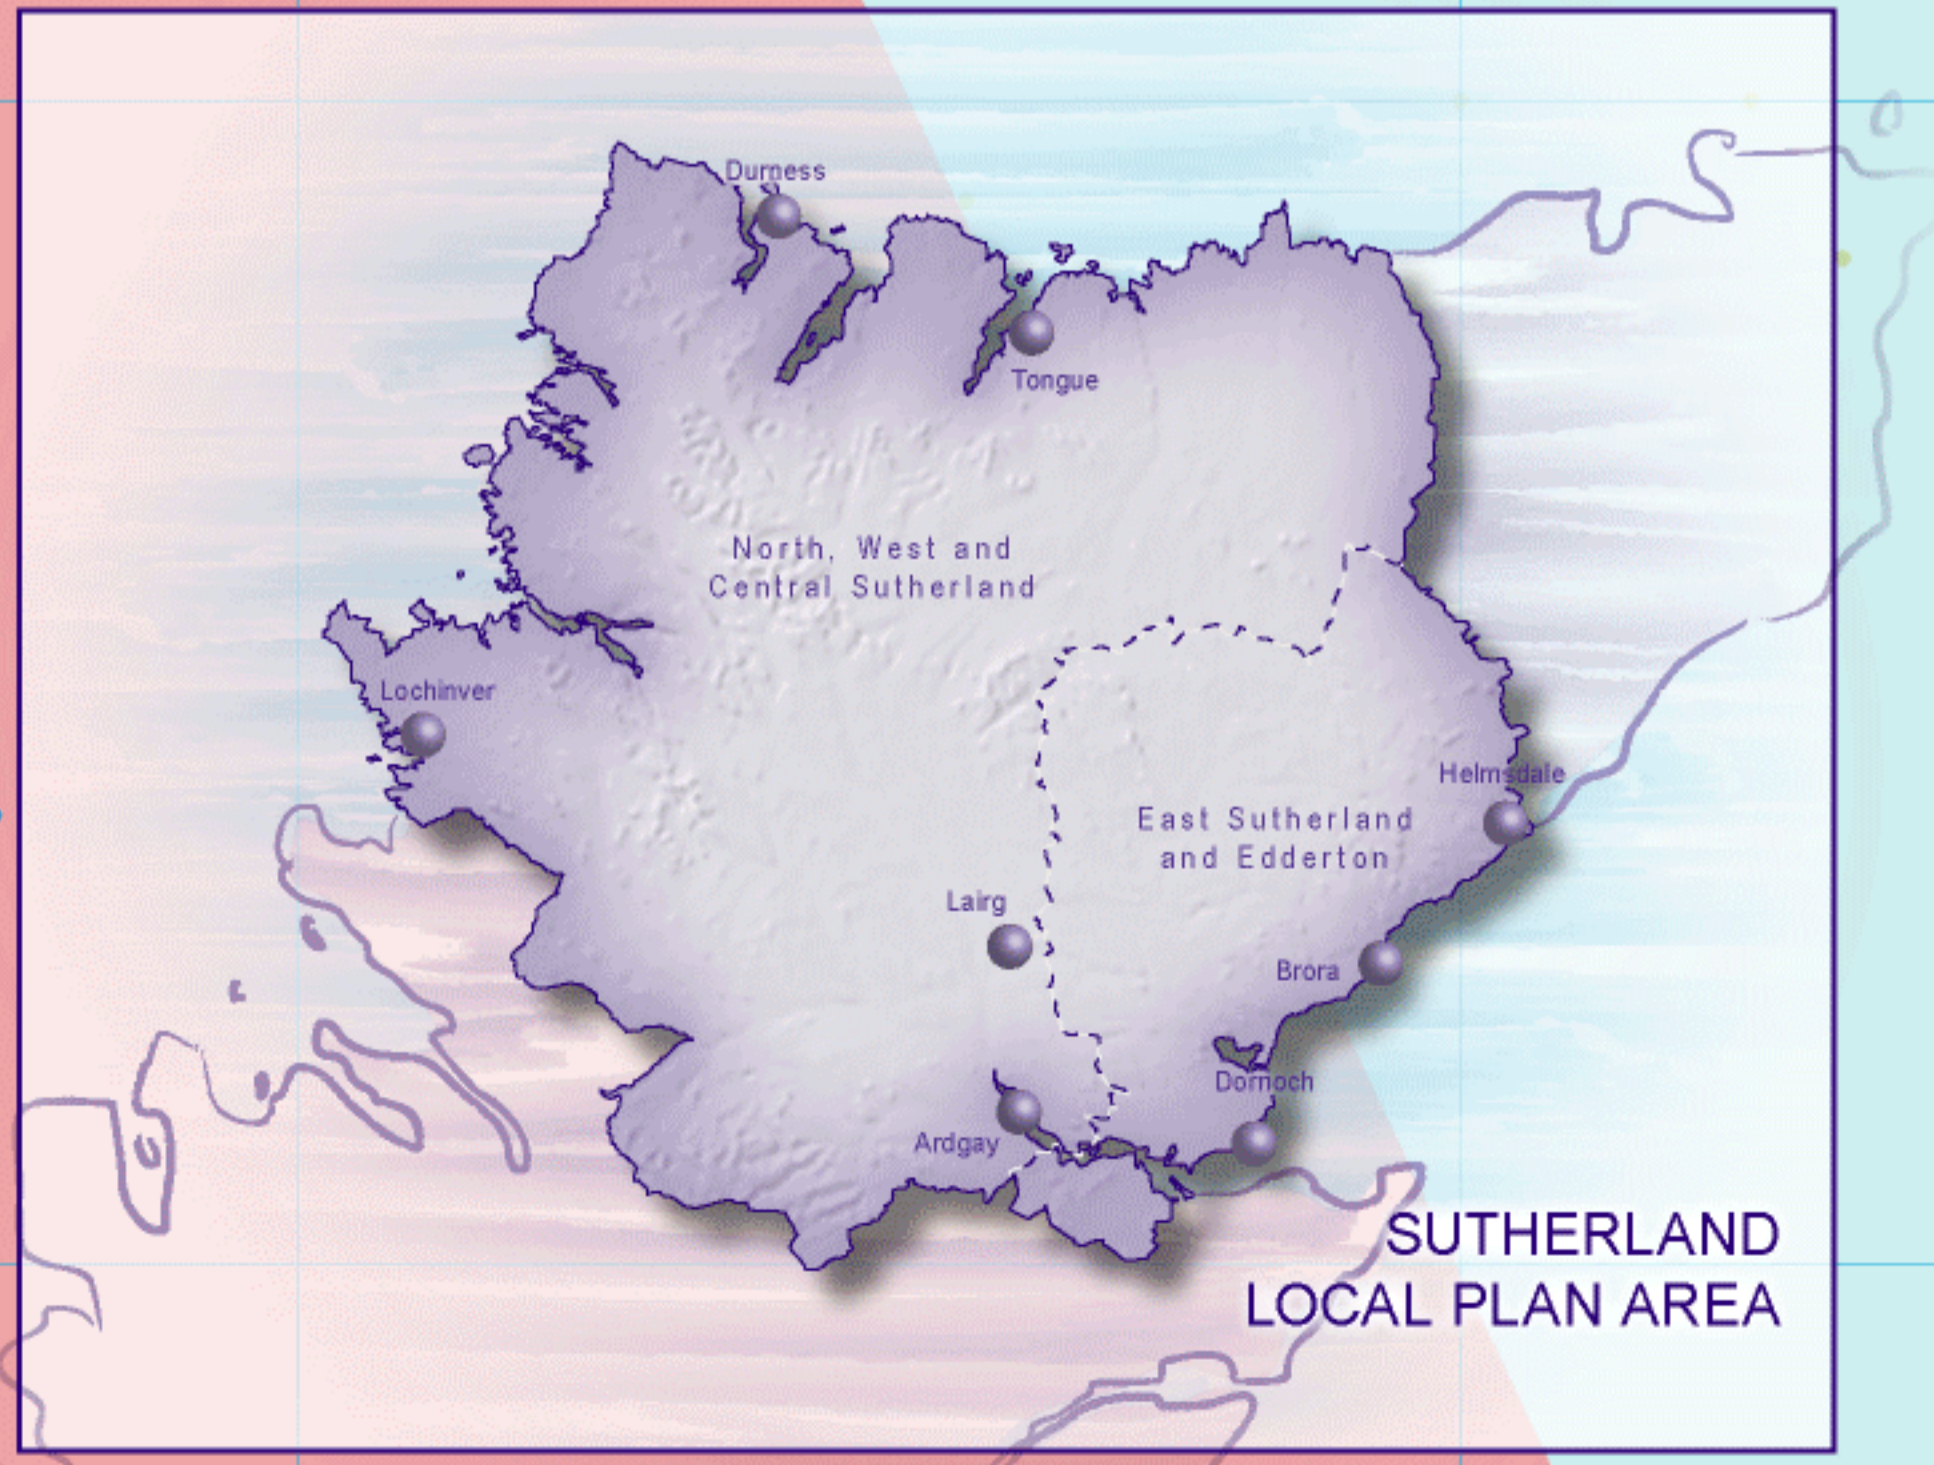 Durness
Tongue
North, West and
Central Sutherland
Lochinver
Helmsdale
East Sutherland
and Edderton
Lairg
Brora
Dornoch
Ardgay
SUTHERLAND
LOCAL PLAN AREA